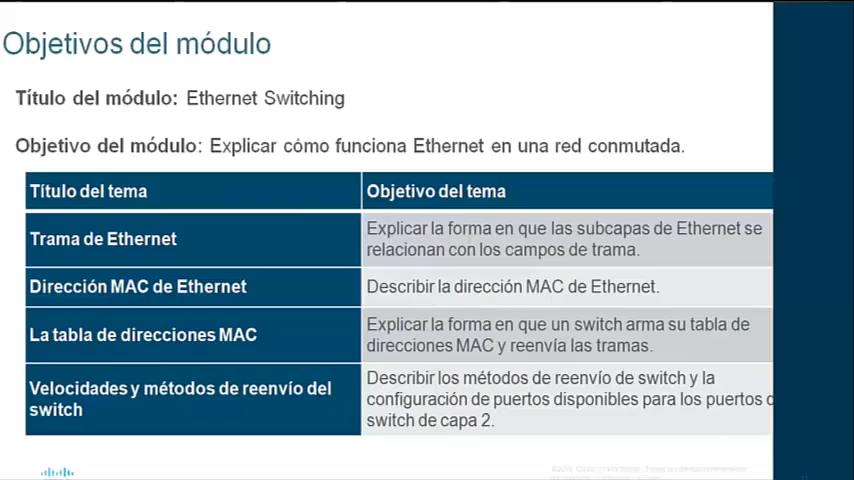 Objetivos del módulo
Título del módulo: Ethernet Switching
Objetivo del módulo: Explicar cómo funciona Ethernet en una red conmutada.
Título del tema
Objetivo del tema
Trama de Ethernet
Explicar la forma en que las subcapas de Ethernet se
relacionan con los campos de trama.
Dirección MAC de Ethernet
Describir la dirección MAC de Ethernet.
La tabla de direcciones MAC
Explicar la forma en que un switch arma su tabla de
direcciones MAC y reenvía las tramas.
Velocidades y métodos de reenvío del
switch
Describir los métodos de reenvío de switch y la
configuración de puertos disponibles para los puertos
switch de capa 2.